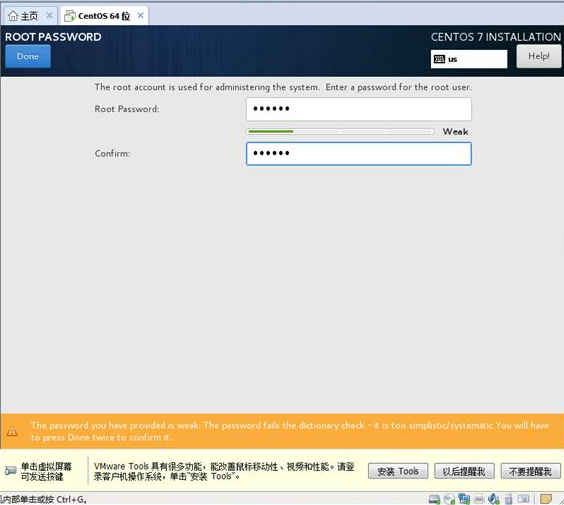 主页 × CentOS 64 位 ×
ROOT PASSWORD
CENTOS 7 INSTALLATION
Done
us
Help!
The root account is used for administering the system. Enter a password for the root user.
Root Password:
••••••
Weak
Confirm:
••••••
The password you have provided is weak: The password fails the dictionary check - it is too simplistic/systematic You will have
to press Done twice to confirm it.
单击虚拟屏幕
可发送按键
VMware Tools 具有很多功能，能改善鼠标移动性、视频和性能。请登
录客户机操作系统，单击“安装 Tools”。
安装 Tools
以后提醒我
不要提醒我
机内部单击或按 Ctrl+G。